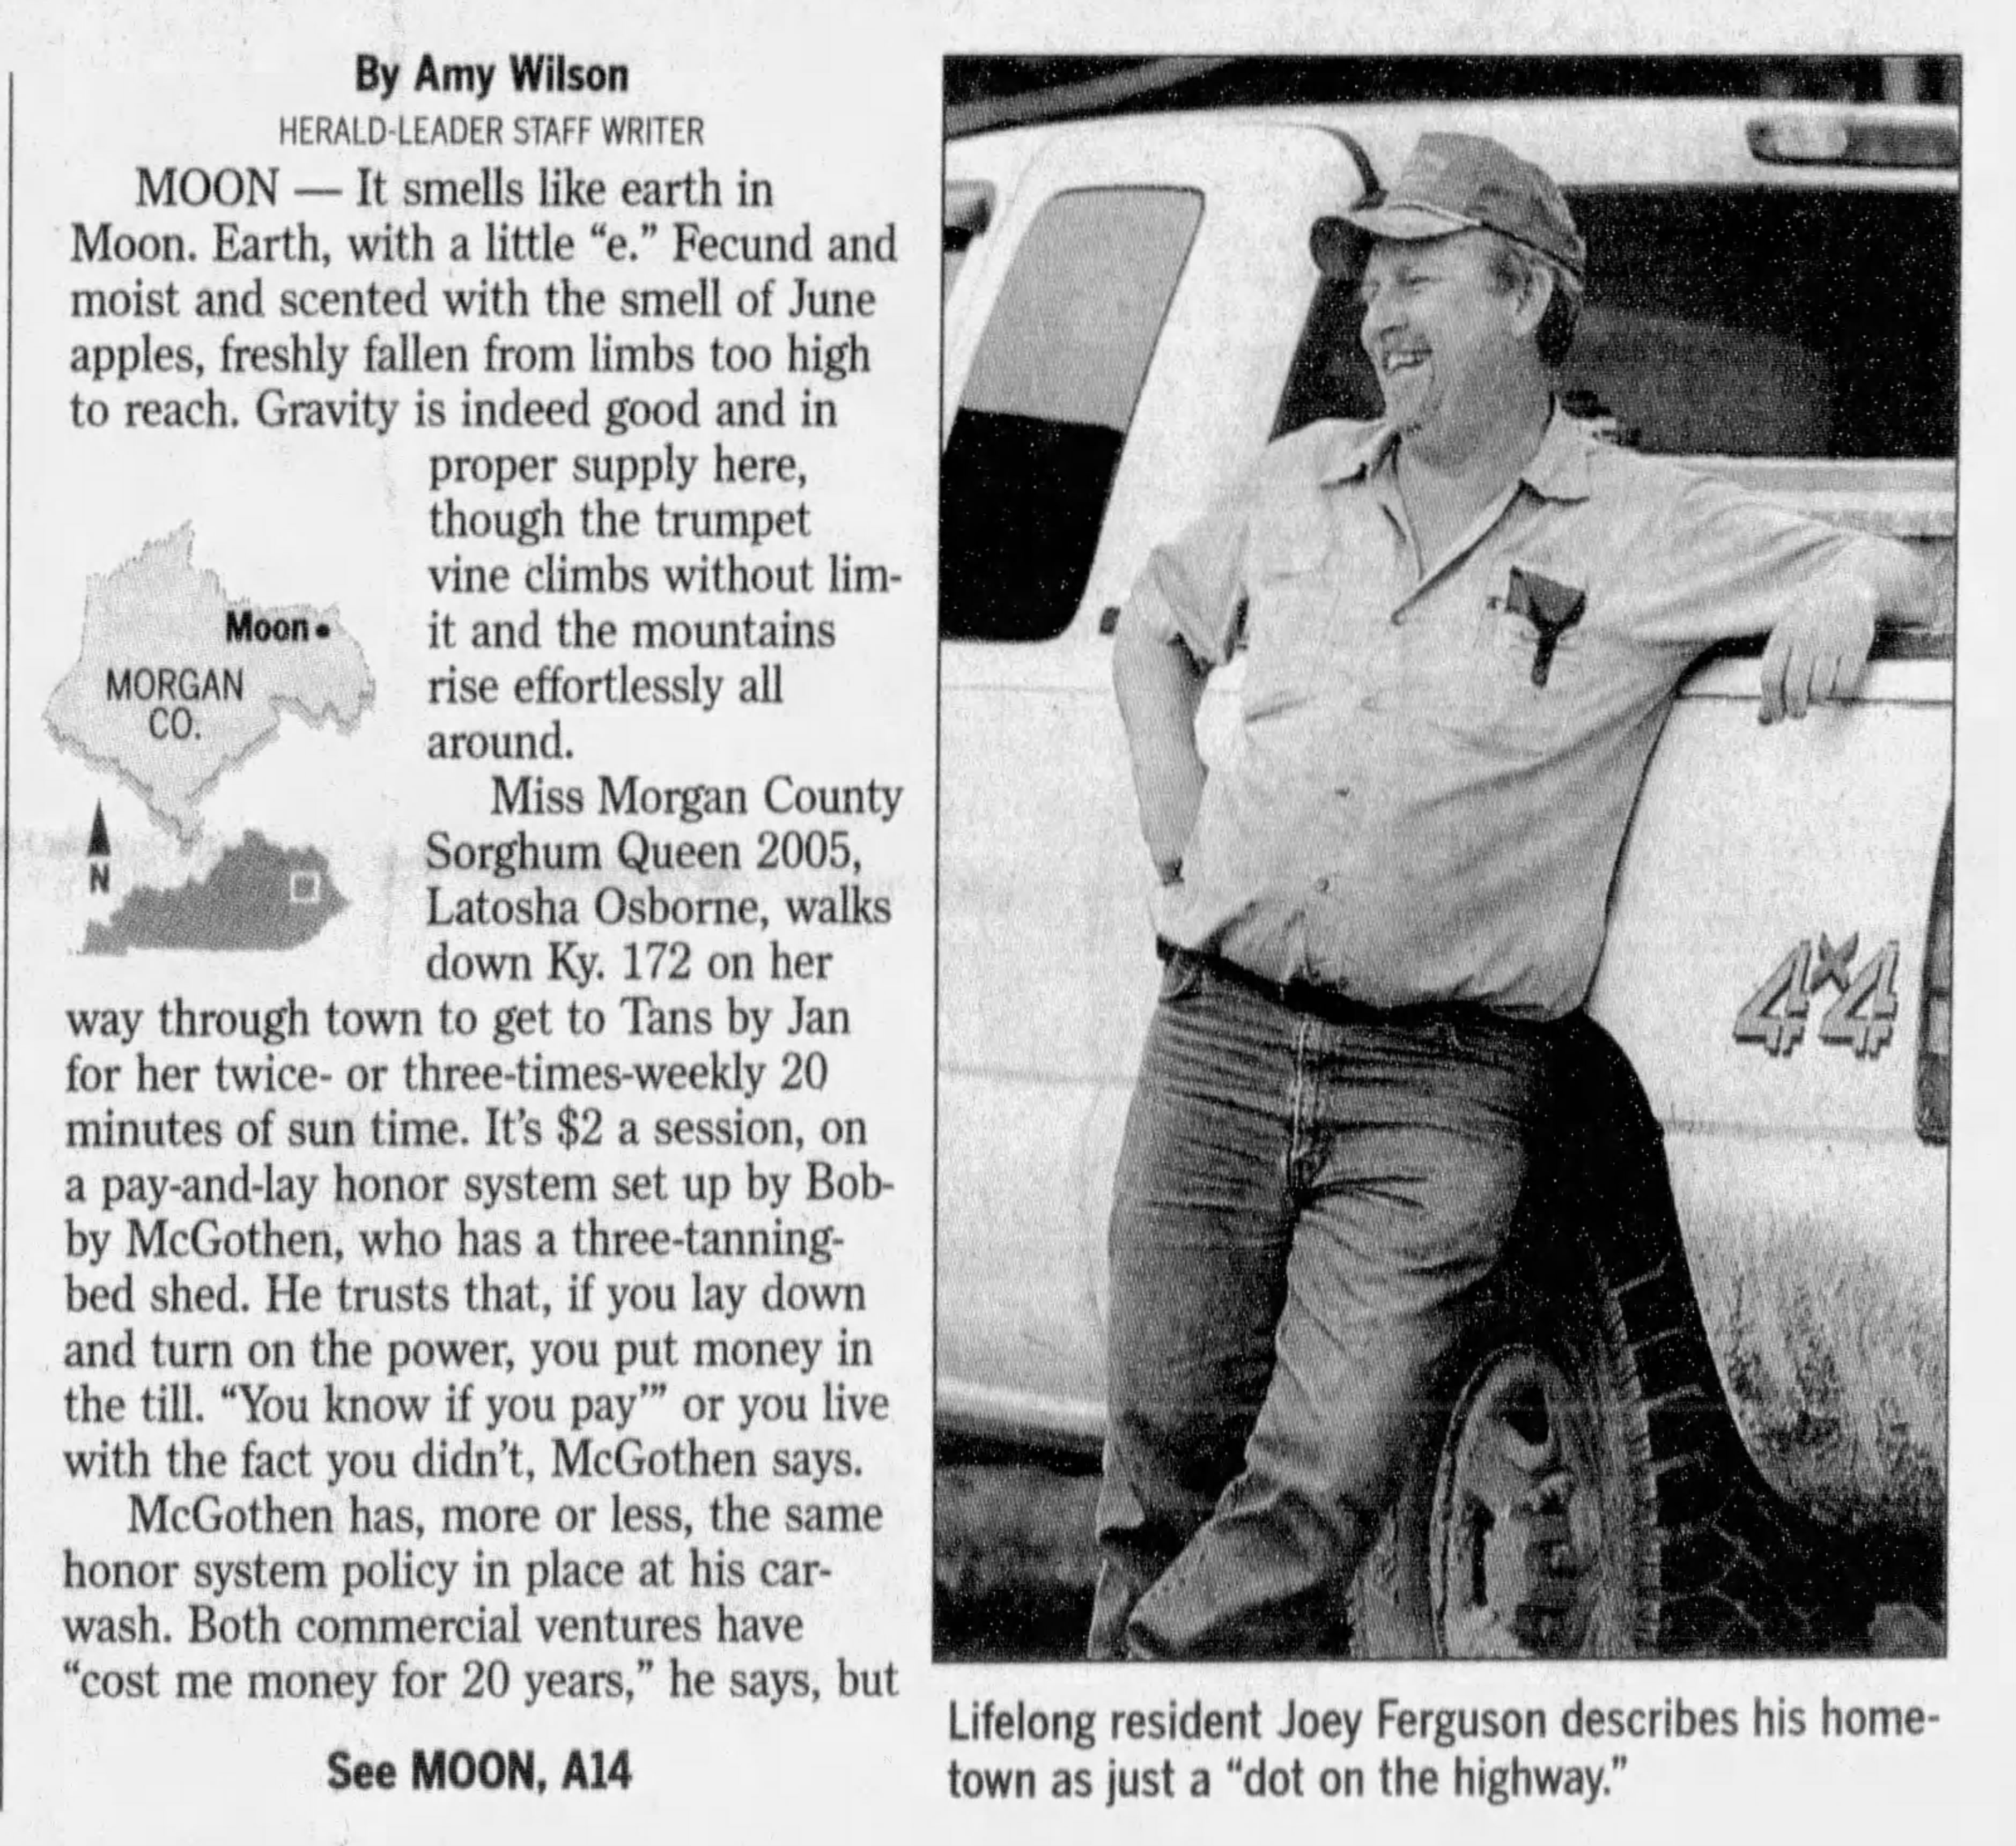 By Amy Wilson
HERALD-LEADER STAFF WRITER
MOON — It smells like earth in
Moon. Earth, with a little “e.” Fecund and
moist and scented with the smell of June
apples, freshly fallen from limbs too high
to reach. Gravity is indeed good and in
proper supply here,
though the trumpet
vine climbs without lim-
it and the mountains
rise effortlessly all
around.
Miss Morgan County
Sorghum Queen 2005,
Latosha Osborne, walks
down Ky. 172 on her
way through town to get to Tans by Jan
for her twice- or three-times-weekly 20
minutes of sun time. It’s $2 a session, on
a pay-and-lay honor system set up by Bob-
by McGothen, who has a three-tanning-
bed shed. He trusts that, if you lay down
and turn on the power, you put money in
the till. “You know if you pay’” or you live
with the fact you didn’t, McGothen says.
McGothen has, more or less, the same
honor system policy in place at his car-
wash. Both commercial ventures have
“cost me money for 20 years,” he says, but
See MOON, A14
Moon
MORGAN
CO.
N
4x4
Lifelong resident Joey Ferguson describes his home-
town as just a “dot on the highway.”